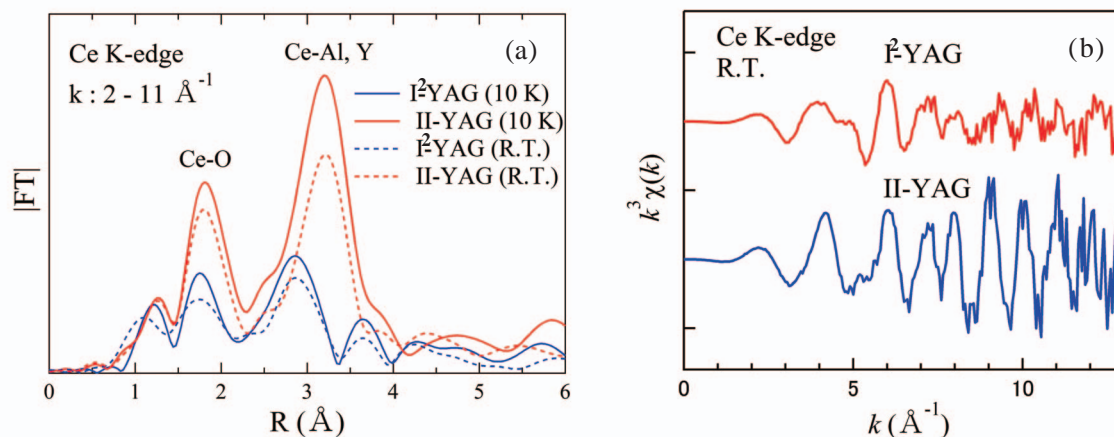 Ce K-edge
k : 2 - 11 Å⁻¹
Ce-Al, Y
(a)
I²-YAG (10 K)
II-YAG (10 K)
I²-YAG (R.T.)
II-YAG (R.T.)
Ce-O
|FT|
0 1 2 3 4 5 6
R (Å)
Ce K-edge
R.T.
I²-YAG
(b)
II-YAG
k³ χ(k)
0 5 10
k (Å⁻¹)